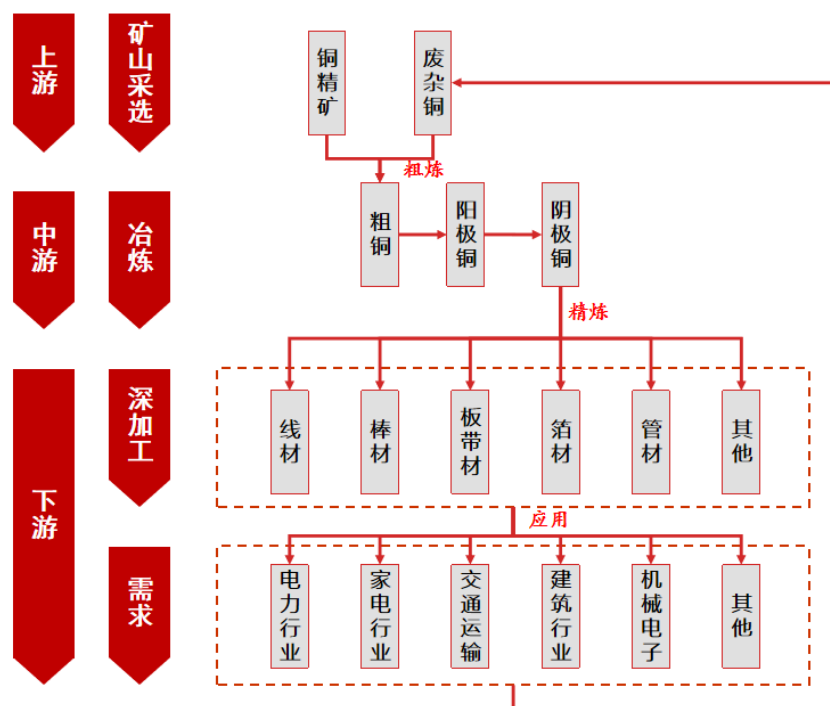 上游
矿山采选
铜精矿
废杂铜
粗炼
中游
冶炼
粗铜
阳极铜
阴极铜
精炼
下游
深加工
线材
棒材
板带材
箔材
管材
其他
应用
需求
电力行业
家电行业
交通运输
建筑行业
机械电子
其他